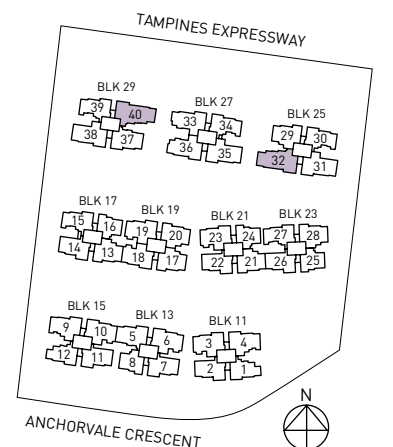 TAMPINES EXPRESSWAY
BLK 29
39 40
38 37
BLK 27
33 34
36 35
BLK 25
29 30
32 31
BLK 17
15 16
14 13
BLK 19
19 20
18 17
BLK 21
23 24
22 21
BLK 23
27 28
26 25
BLK 15
9 10
12 11
BLK 13
5 6
8 7
BLK 11
3 4
2 1
N
ANCHORVALE CRESCENT